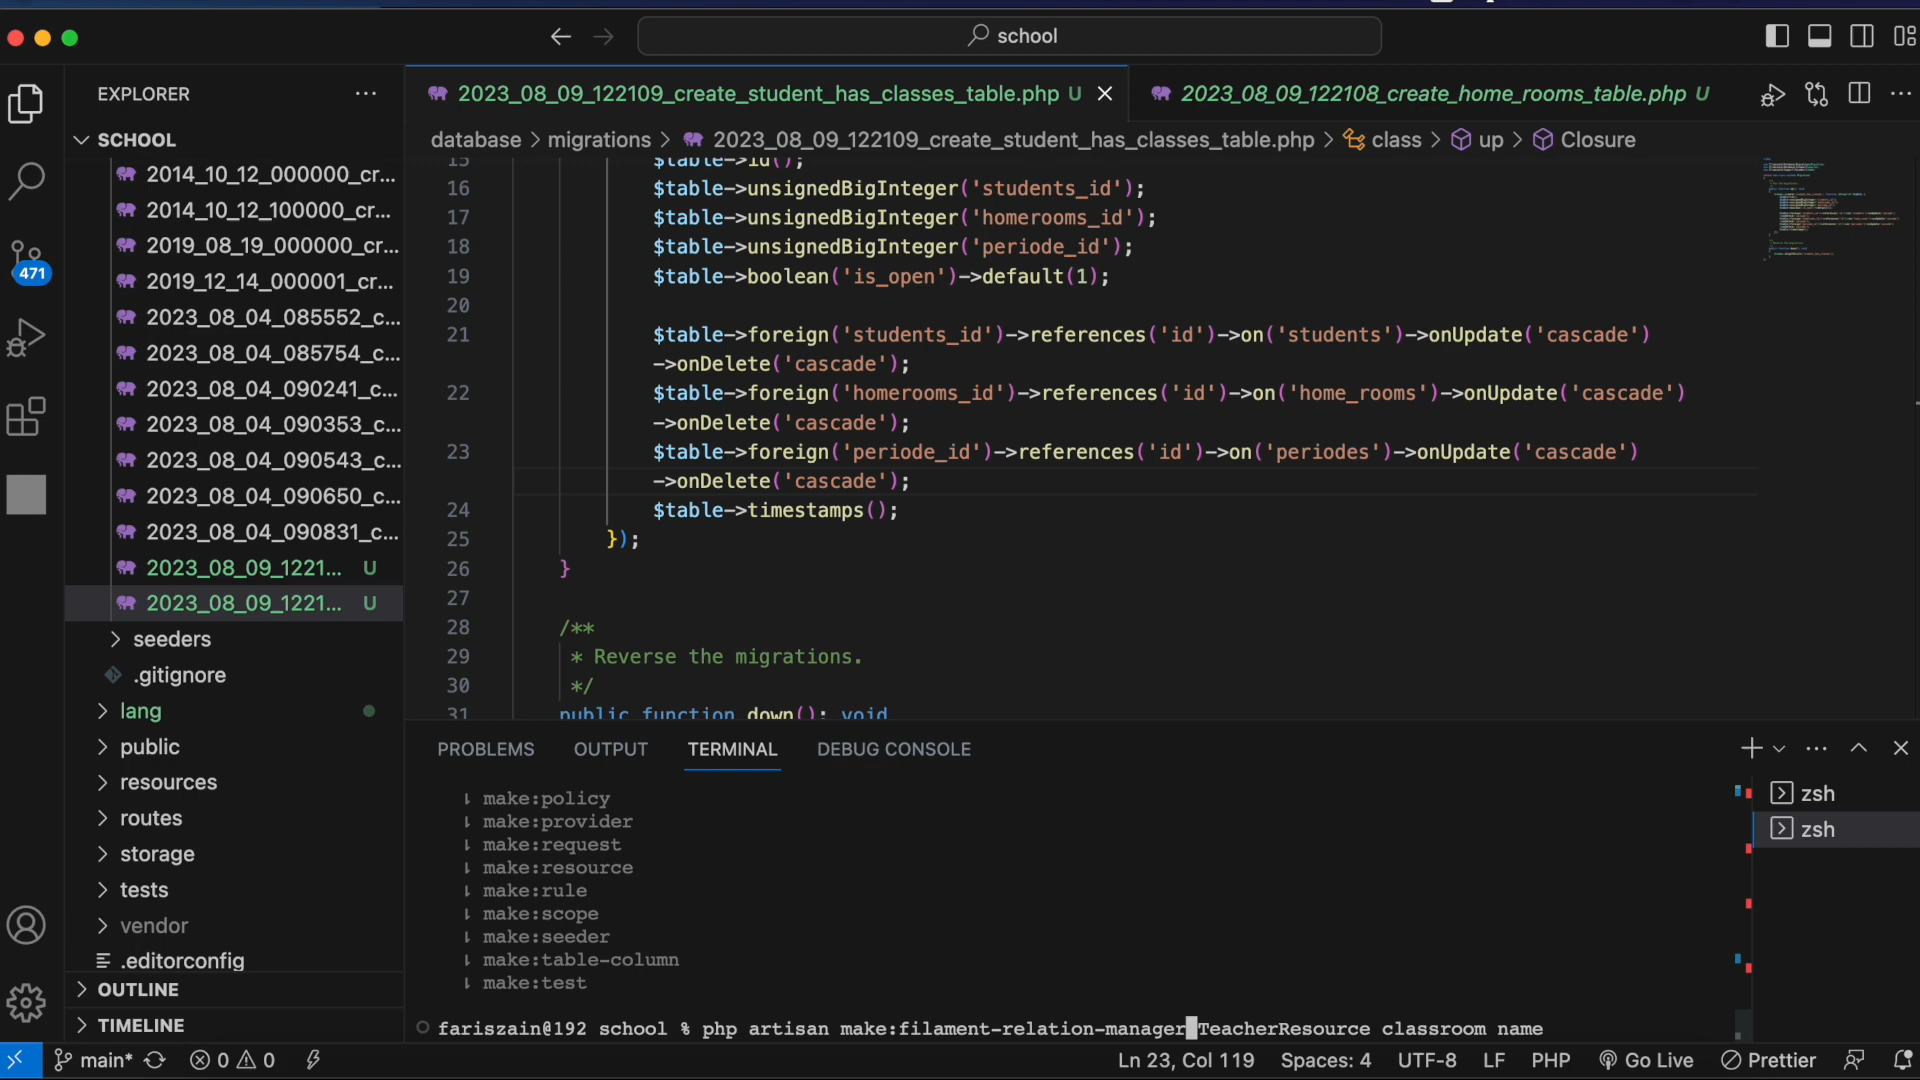 school
EXPLORER
SCHOOL
2014_10_12_000000_cr...
2014_10_12_100000_cr...
2019_08_19_000000_cr...
2019_12_14_000001_cr...
2023_08_04_085552_c...
2023_08_04_085754_c...
2023_08_04_090241_c...
2023_08_04_090353_c...
2023_08_04_090543_c...
2023_08_04_090650_c...
2023_08_04_090831_c...
2023_08_09_1221... U
2023_08_09_1221... U
seeders
.gitignore
lang
public
resources
routes
storage
tests
vendor
.editorconfig
OUTLINE
TIMELINE
471
2023_08_09_122109_create_student_has_classes_table.php U
2023_08_09_122108_create_home_rooms_table.php U
database > migrations > 2023_08_09_122109_create_student_has_classes_table.php > class > up > Closure
15 $table->id();
16 $table->unsignedBigInteger('students_id');
17 $table->unsignedBigInteger('homerooms_id');
18 $table->unsignedBigInteger('periode_id');
19 $table->boolean('is_open')->default(1);
20
21 $table->foreign('students_id')->references('id')->on('students')->onUpdate('cascade')
->onDelete('cascade');
22 $table->foreign('homerooms_id')->references('id')->on('home_rooms')->onUpdate('cascade')
->onDelete('cascade');
23 $table->foreign('periode_id')->references('id')->on('periodes')->onUpdate('cascade')
->onDelete('cascade');
24 $table->timestamps();
25 });
26 }
27
28 /**
29 * Reverse the migrations.
30 */
31 public function down(): void
PROBLEMS OUTPUT TERMINAL DEBUG CONSOLE
⇂ make:policy
⇂ make:provider
⇂ make:request
⇂ make:resource
⇂ make:rule
⇂ make:scope
⇂ make:seeder
⇂ make:table-column
⇂ make:test
fariszain@192 school % php artisan make:filament-relation-manager TeacherResource classroom name
zsh
zsh
main* 0 0 Ln 23, Col 119 Spaces: 4 UTF-8 LF PHP Go Live Prettier